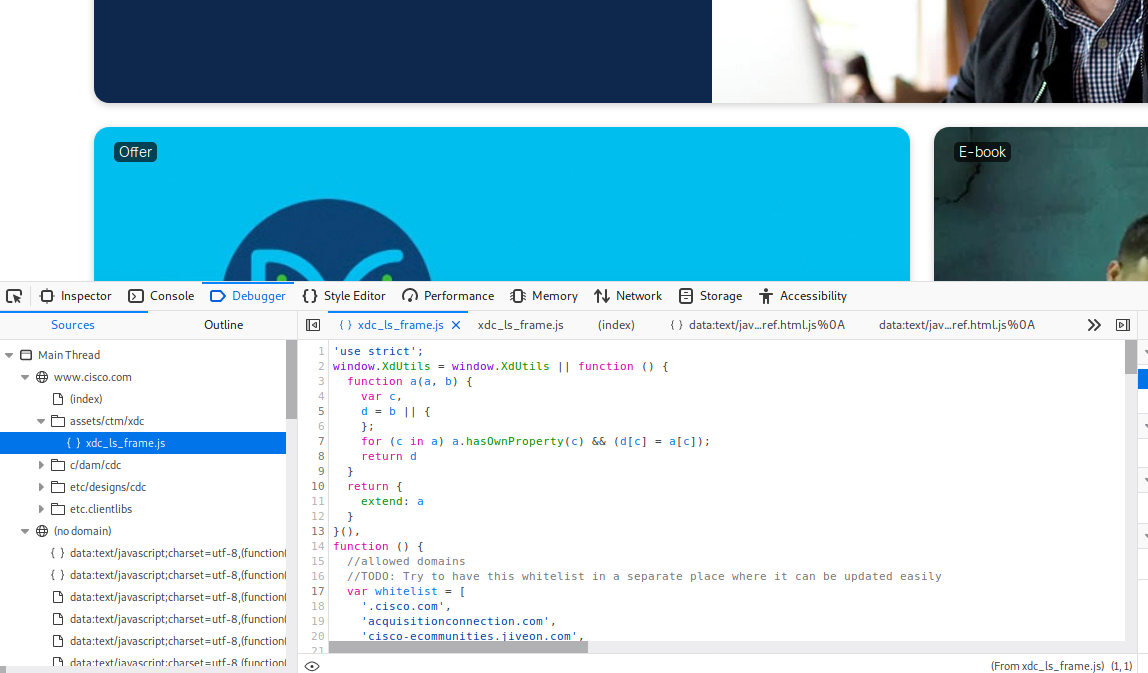 Offer
E-book
Inspector Console Debugger Style Editor Performance Memory Network Storage Accessibility
Sources Outline
xdc_ls_frame.js xdc_ls_frame.js (index) data:text/jav…ref.html.js%0A data:text/jav…ref.html.js%0A
Main Thread
www.cisco.com
(index)
assets/ctm/xdc
xdc_ls_frame.js
c/dam/cdc
etc/designs/cdc
etc.clientlibs
(no domain)
data:text/javascript;charset=utf-8,(function(
data:text/javascript;charset=utf-8,(function(
data:text/javascript;charset=utf-8,(function(
data:text/javascript;charset=utf-8,(function(
data:text/javascript;charset=utf-8,(function(
data:text/javascript;charset=utf-8,(function(
1 'use strict';
2 window.XdUtils = window.XdUtils || function () {
3 function a(a, b) {
4 var c,
5 d = b || {
6 };
7 for (c in a) a.hasOwnProperty(c) && (d[c] = a[c]);
8 return d
9 }
10 return {
11 extend: a
12 }
13 }(),
14 function () {
15 //allowed domains
16 //TODO: Try to have this whitelist in a separate place where it can be updated easily
17 var whitelist = [
18 '.cisco.com',
19 'acquisitionconnection.com',
20 'cisco-ecommunities.jiveon.com',
21
(From xdc_ls_frame.js) (1, 1)